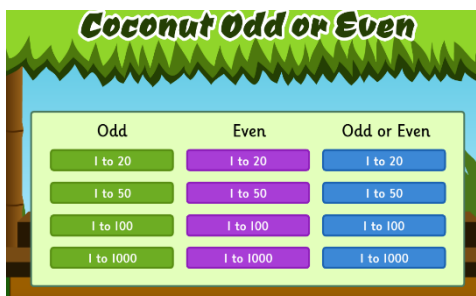 Coconut Odd or Even
Odd Even Odd or Even
1 to 20 1 to 20 1 to 20
1 to 50 1 to 50 1 to 50
1 to 100 1 to 100 1 to 100
1 to 1000 1 to 1000 1 to 1000